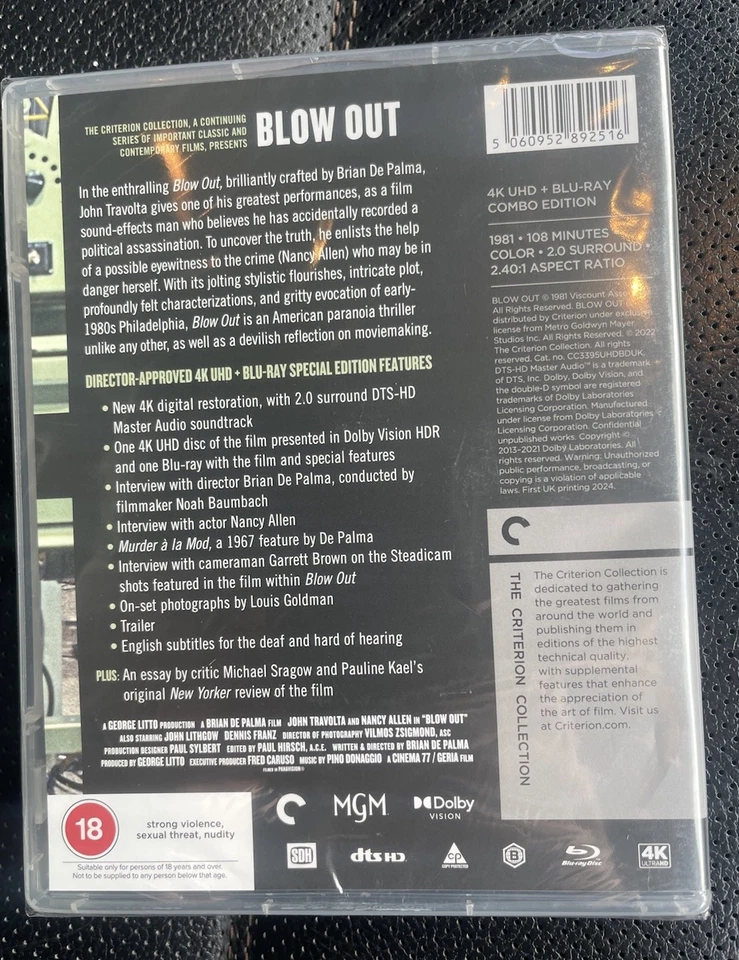 THE CRITERION COLLECTION, A CONTINUING
SERIES OF IMPORTANT CLASSIC AND
CONTEMPORARY FILMS, PRESENTS
BLOW OUT
In the enthralling Blow Out, brilliantly crafted by Brian De Palma,
John Travolta gives one of his greatest performances, as a film
sound-effects man who believes he has accidentally recorded a
political assassination. To uncover the truth, he enlists the help
of a possible eyewitness to the crime (Nancy Allen) who may be in
danger herself. With its jolting stylistic flourishes, intricate plot,
profoundly felt characterizations, and gritty evocation of early-
1980s Philadelphia, Blow Out is an American paranoia thriller
unlike any other, as well as a devilish reflection on moviemaking.
DIRECTOR-APPROVED 4K UHD + BLU-RAY SPECIAL EDITION FEATURES
• New 4K digital restoration, with 2.0 surround DTS-HD
Master Audio soundtrack
• One 4K UHD disc of the film presented in Dolby Vision HDR
and one Blu-ray with the film and special features
• Interview with director Brian De Palma, conducted by
filmmaker Noah Baumbach
• Interview with actor Nancy Allen
• Murder à la Mod, a 1967 feature by De Palma
• Interview with cameraman Garrett Brown on the Steadicam
shots featured in the film within Blow Out
• On-set photographs by Louis Goldman
• Trailer
• English subtitles for the deaf and hard of hearing
PLUS: An essay by critic Michael Sragow and Pauline Kael's
original New Yorker review of the film
A GEORGE LITTO PRODUCTION A BRIAN DE PALMA FILM JOHN TRAVOLTA AND NANCY ALLEN IN "BLOW OUT"
ALSO STARRING JOHN LITHGOW DENNIS FRANZ DIRECTOR OF PHOTOGRAPHY VILMOS ZSIGMOND, ASC
PRODUCTION DESIGNER PAUL SYLBERT EDITED BY PAUL HIRSCH, A.C.E. WRITTEN & DIRECTED BY BRIAN DE PALMA
PRODUCED BY GEORGE LITTO EXECUTIVE PRODUCER FRED CARUSO MUSIC BY PINO DONAGGIO A CINEMA 77 / GERIA FILM
FILMED IN PANAVISION®
5 060952 892516
4K UHD + BLU-RAY
COMBO EDITION
1981 • 108 MINUTES
COLOR • 2.0 SURROUND •
2.40:1 ASPECT RATIO
BLOW OUT © 1981 Viscount
All Rights Reserved. BLOW OUT
distributed by Criterion under
license from Metro Goldwyn Mayer
Studios Inc. All Rights Reserved. © 2022
The Criterion Collection. All rights
reserved. Cat. no. CC3395UHDBDUK.
DTS-HD Master Audio™ is a trademark
of DTS, Inc. Dolby, Dolby Vision, and
the double-D symbol are registered
trademarks of Dolby Laboratories
Licensing Corporation. Manufactured
under license from Dolby Laboratories
Licensing Corporation. Confidential
unpublished works. Copyright ©
2013-2021 Dolby Laboratories. All
rights reserved. Warning: Unauthorized
public performance, broadcasting, or
copying is a violation of applicable
laws. First UK printing 2024.
THE CRITERION COLLECTION
The Criterion Collection is
dedicated to gathering
the greatest films from
around the world and
publishing them in
editions of the highest
technical quality,
with supplemental
features that enhance
the appreciation of
the art of film. Visit us
at Criterion.com.
18
strong violence,
sexual threat, nudity
Suitable only for persons of 18 years and over.
Not to be supplied to any person below that age.
MGM
Dolby
VISION
SDH
dts HD
CP
COPY PROTECTED
B
Blu-ray Disc
4K
ULTRA HD